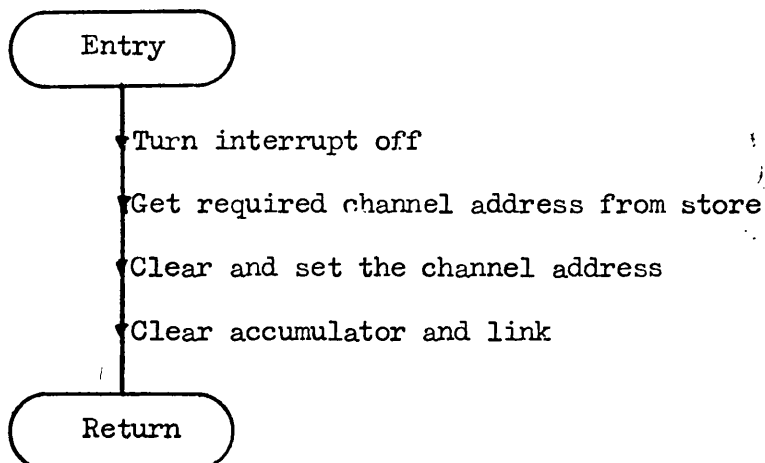 Entry
Turn interrupt off
Get required channel address from store
Clear and set the channel address
Clear accumulator and link
Return